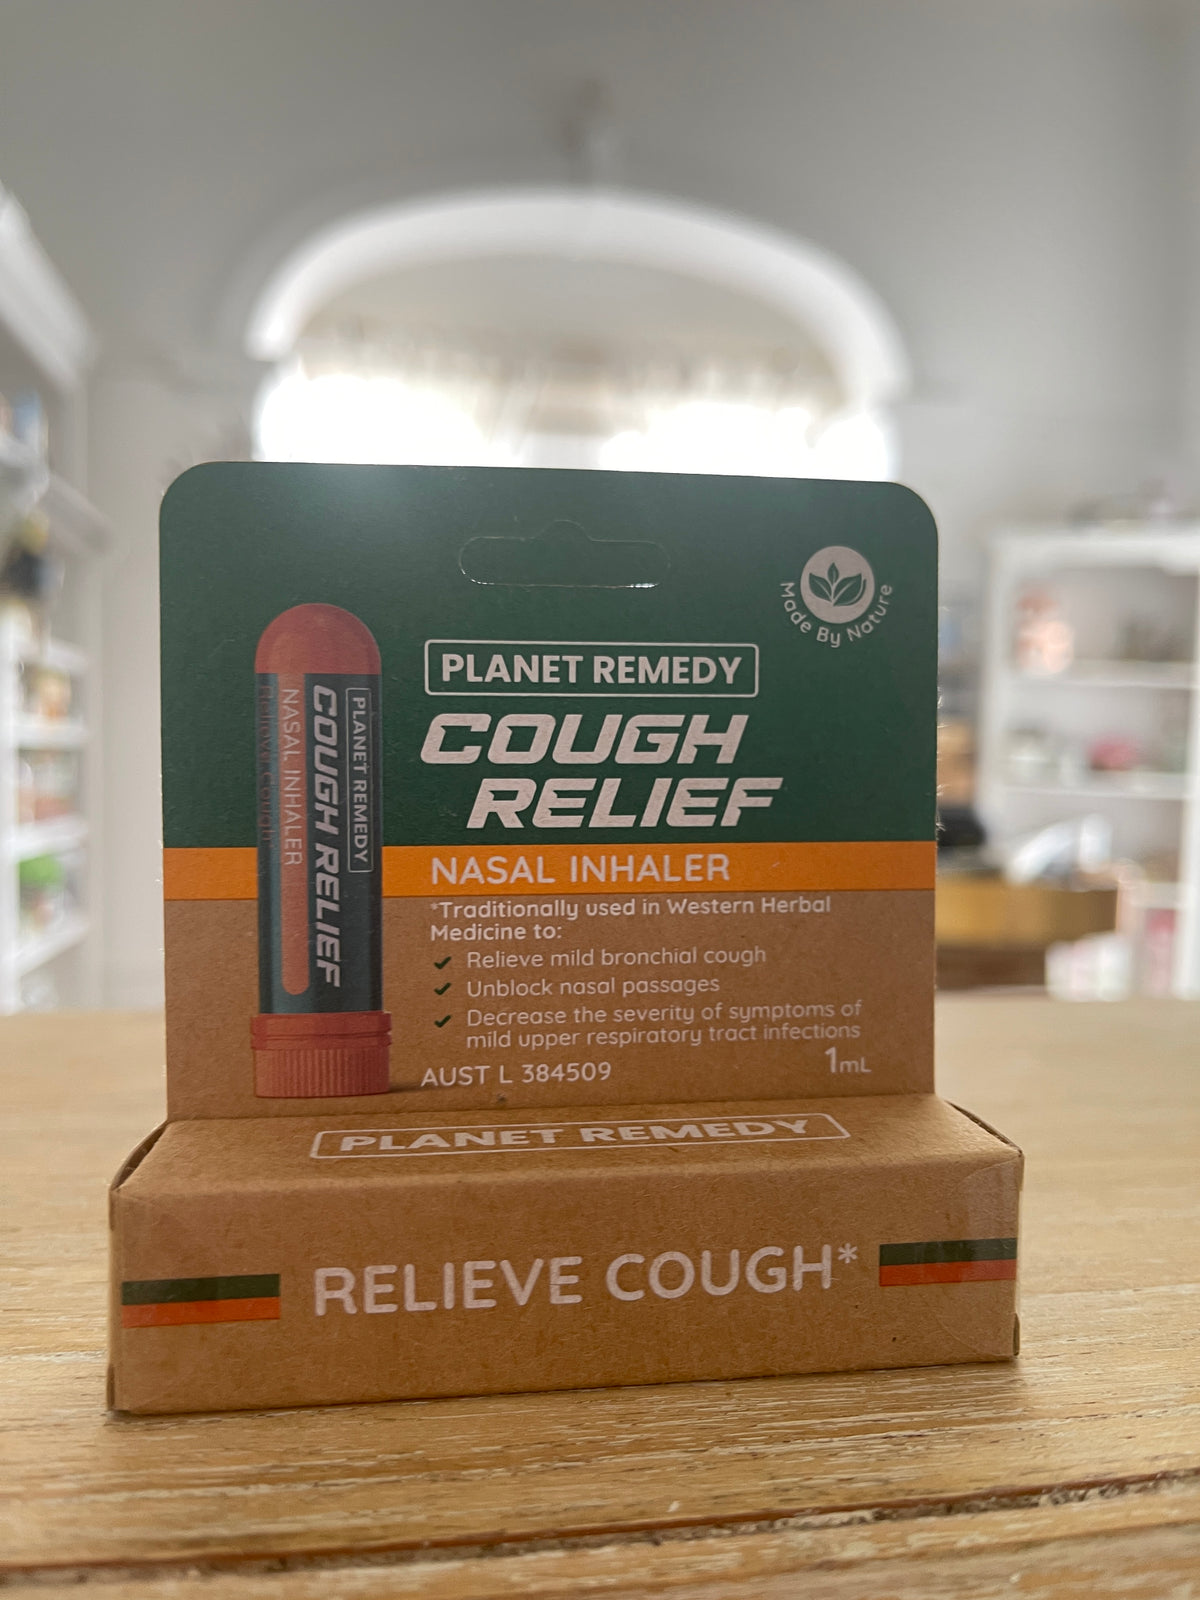 Made By Nature
PLANET REMEDY
COUGH
RELIEF
NASAL INHALER
*Traditionally used in Western Herbal
Medicine to:
Relieve mild bronchial cough
Unblock nasal passages
Decrease the severity of symptoms of
mild upper respiratory tract infections
AUST L 384509
1mL
PLANET REMEDY
COUGH RELIEF
NASAL INHALER
Relieve Cough
PLANET REMEDY
RELIEVE COUGH*